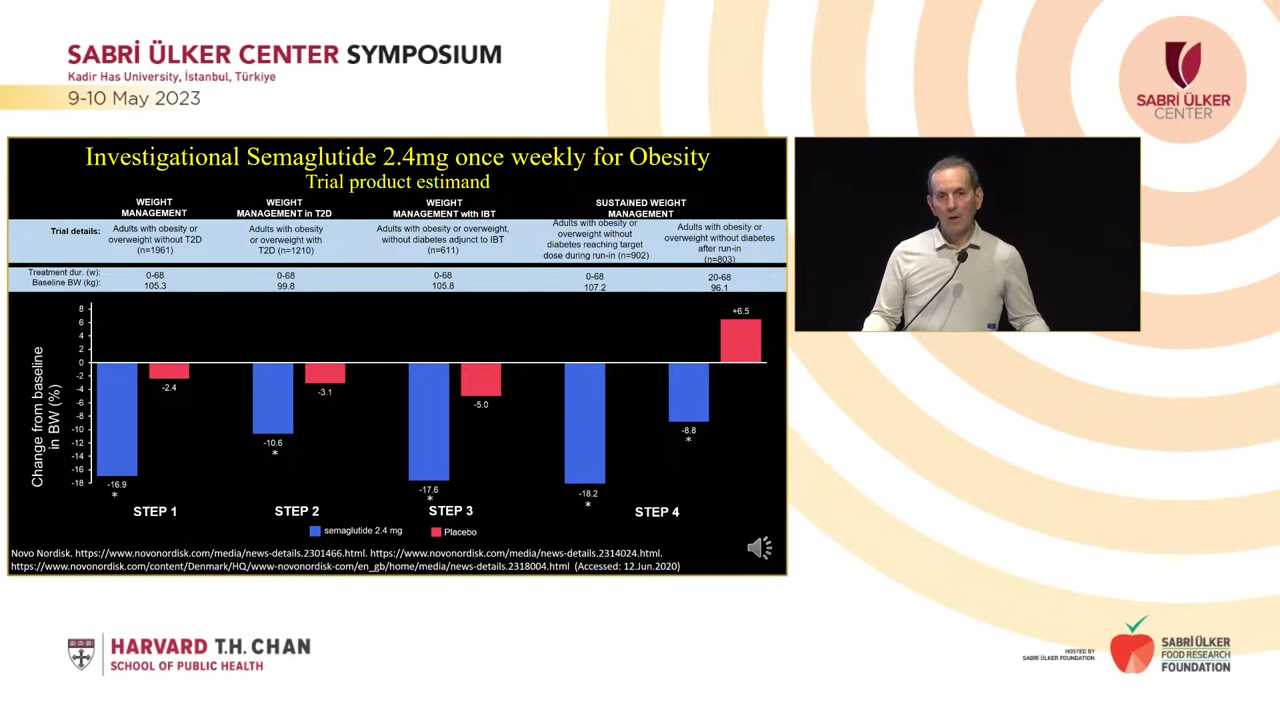 SABRİ ÜLKER CENTER SYMPOSIUM
Kadir Has University, İstanbul, Türkiye
9-10 May 2023
SABRİ ÜLKER
CENTER
Investigational Semaglutide 2.4mg once weekly for Obesity
Trial product estimand
WEIGHT
MANAGEMENT
WEIGHT
MANAGEMENT in T2D
WEIGHT
MANAGEMENT with IBT
SUSTAINED WEIGHT
MANAGEMENT
Trial details:
Adults with obesity or
overweight without T2D
(n=1961)
Adults with obesity
or overweight with
T2D (n=1210)
Adults with obesity or overweight,
without diabetes adjunct to IBT
(n=611)
Adults with obesity or
overweight without
diabetes reaching target
dose during run-in (n=902)
Adults with obesity or
overweight without diabetes
after run-in
(n=803)
Treatment dur. (w):
0-68
0-68
0-68
0-68
20-68
Baseline BW (kg):
105.3
99.8
105.8
107.2
96.1
Change from baseline
in BW (%)
8
6
4
2
0
-2
-4
-6
-8
-10
-12
-14
-16
-18
-16.9
*
-2.4
-10.6
*
-3.1
-17.6
*
-5.0
-18.2
*
-8.8
*
+6.5
STEP 1
STEP 2
STEP 3
STEP 4
semaglutide 2.4 mg
Placebo
Novo Nordisk. https://www.novonordisk.com/media/news-details.2301466.html. https://www.novonordisk.com/media/news-details.2314024.html.
https://www.novonordisk.com/content/Denmark/HQ/www-novonordisk-com/en_gb/home/media/news-details.2318004.html (Accessed: 12.Jun.2020)
HARVARD T.H. CHAN
SCHOOL OF PUBLIC HEALTH
HOSTED BY
SABRİ ÜLKER FOUNDATION
SABRİ ÜLKER
FOOD RESEARCH
FOUNDATION